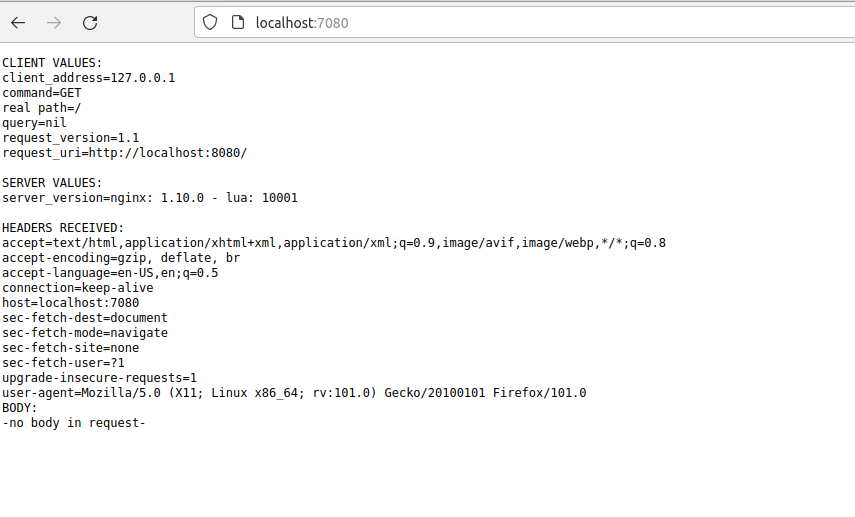 localhost:7080
CLIENT VALUES:
client_address=127.0.0.1
command=GET
real path=/
query=nil
request_version=1.1
request_uri=http://localhost:8080/
SERVER VALUES:
server_version=nginx: 1.10.0 - lua: 10001
HEADERS RECEIVED:
accept=text/html,application/xhtml+xml,application/xml;q=0.9,image/avif,image/webp,*/*;q=0.8
accept-encoding=gzip, deflate, br
accept-language=en-US,en;q=0.5
connection=keep-alive
host=localhost:7080
sec-fetch-dest=document
sec-fetch-mode=navigate
sec-fetch-site=none
sec-fetch-user=?1
upgrade-insecure-requests=1
user-agent=Mozilla/5.0 (X11; Linux x86_64; rv:101.0) Gecko/20100101 Firefox/101.0
BODY:
-no body in request-